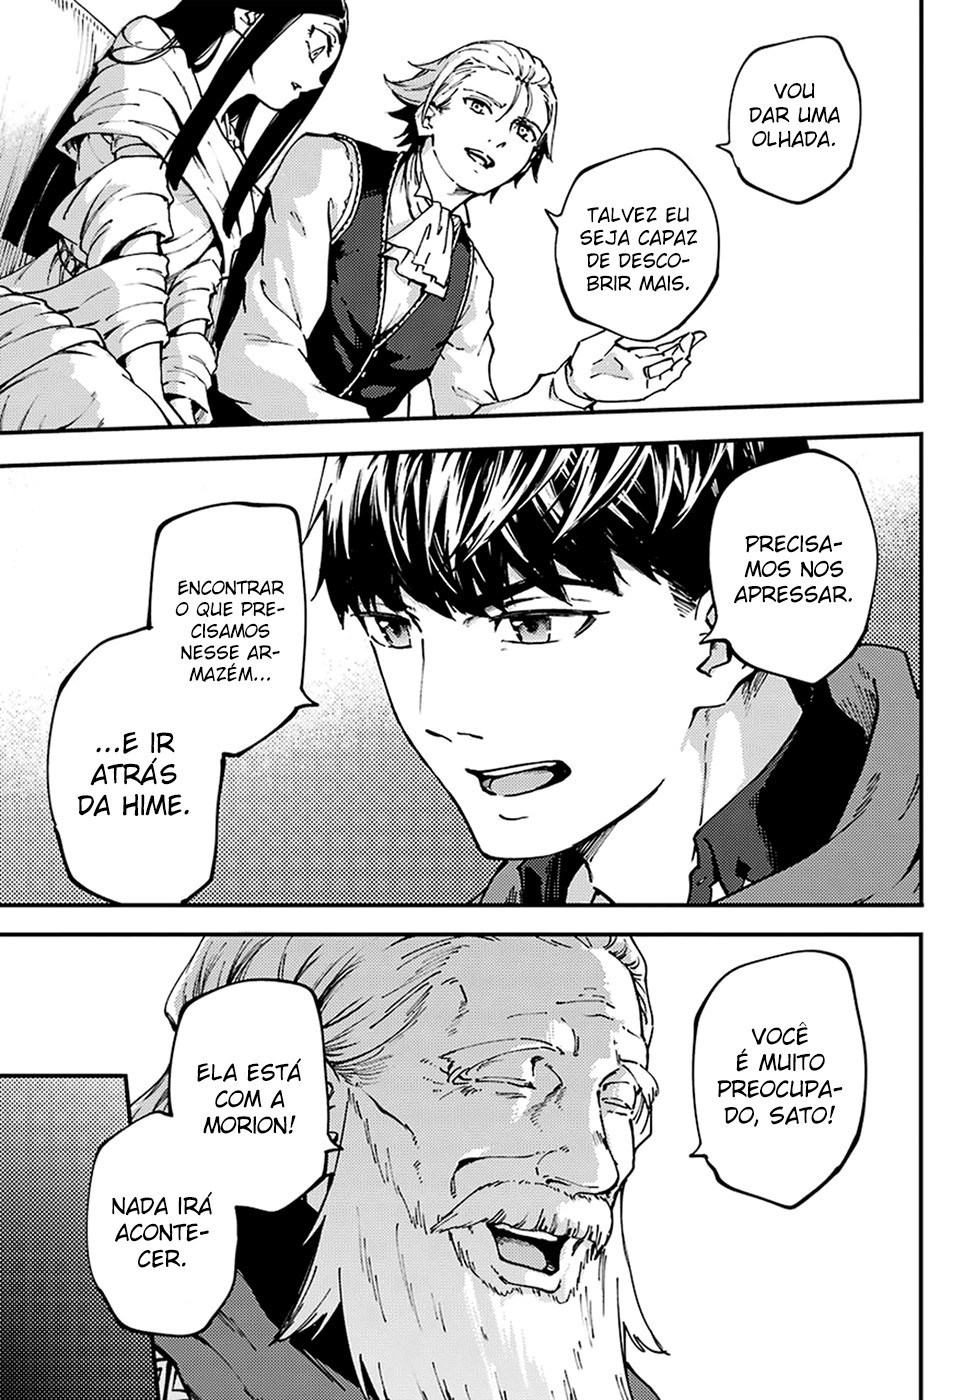 VOU
DAR UMA
OLHADA.
TALVEZ EU
SEJA CAPAZ
DE DESCO-
BRIR MAIS.
PRECISA-
MOS NOS
APRESSAR.
ENCONTRAR
O QUE PRE-
CISAMOS
NESSE AR-
MAZÉM...
...E IR
ATRÁS
DA HIME.
VOCÊ
É MUITO
PREOCUPA-
DO, SATO!
ELA ESTÁ
COM A
MORION!
NADA IRÁ
ACONTE-
CER.